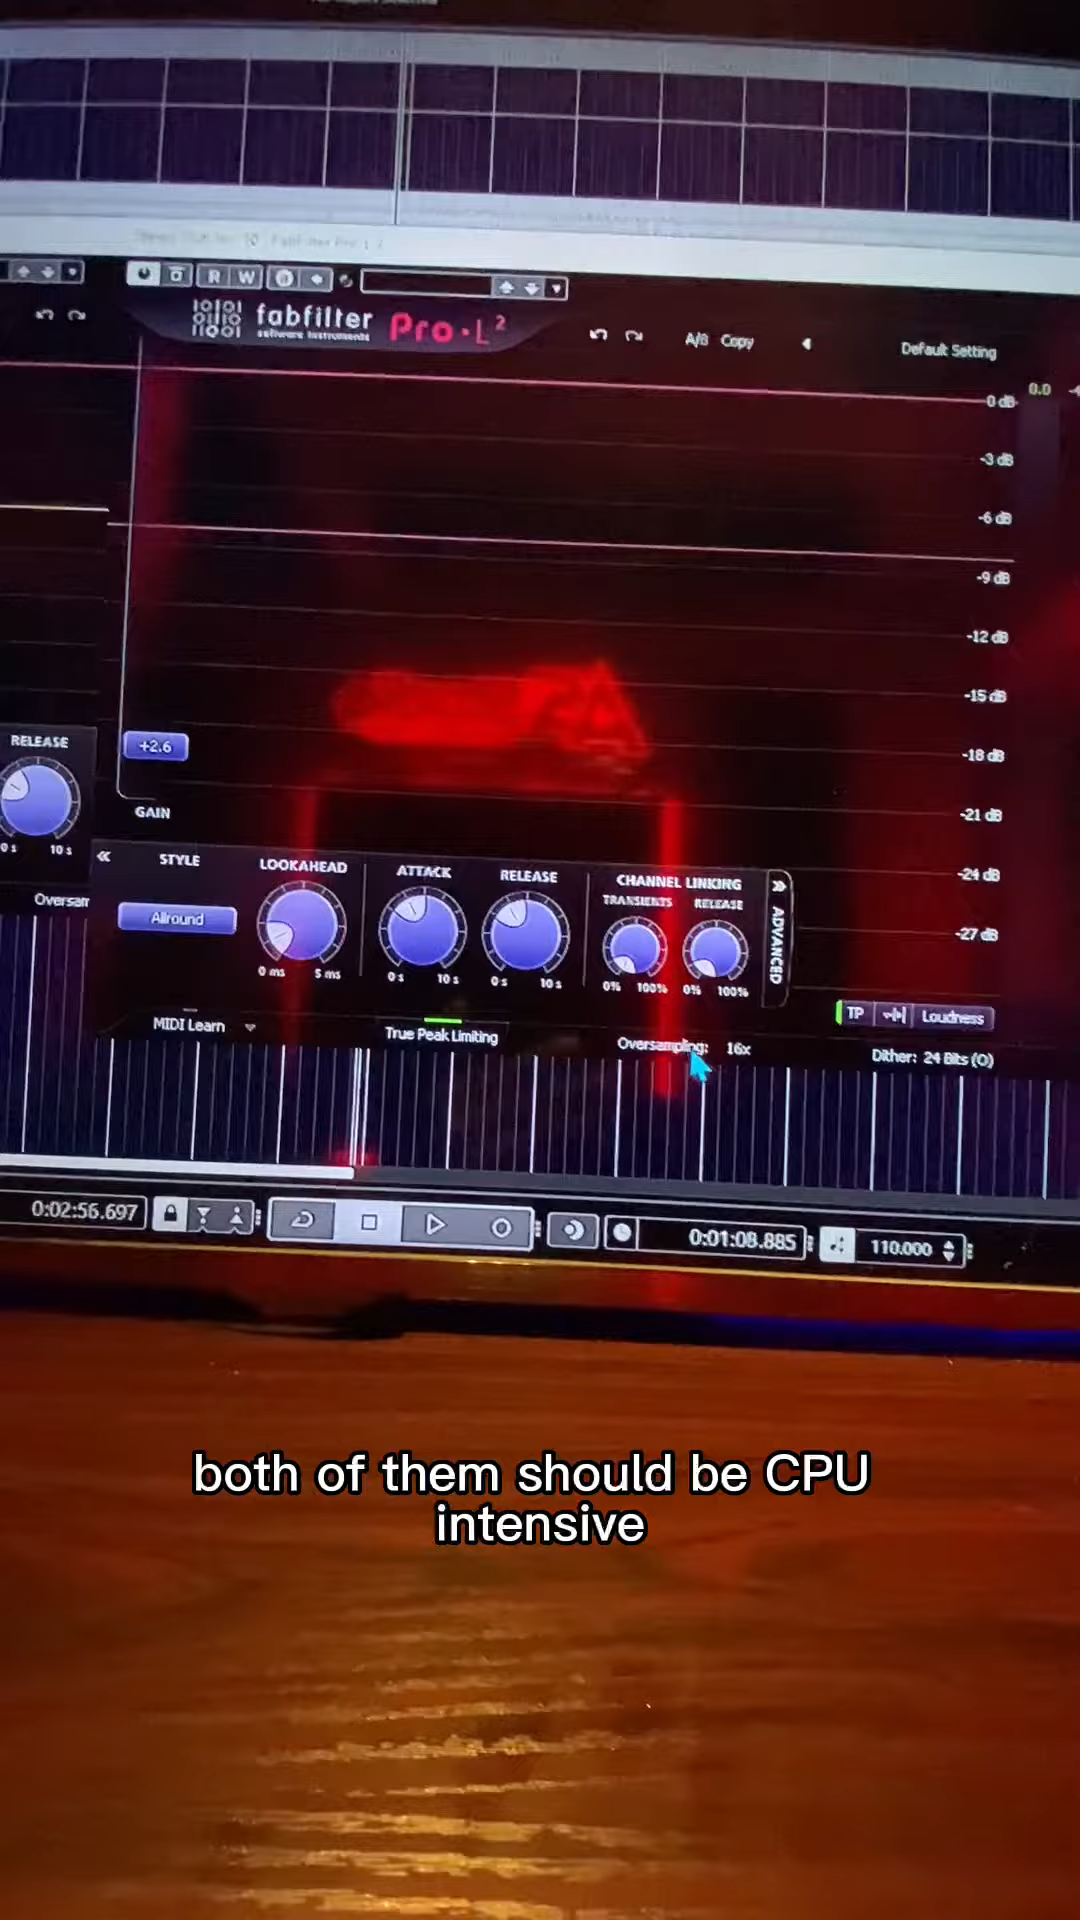 R W
fabfilter
software instruments
Pro·L²
A/B Copy
Default Setting
0 dB
0.0
-3 dB
-6 dB
-9 dB
-12 dB
-15 dB
-18 dB
-21 dB
-24 dB
-27 dB
RELEASE
0 s 10 s
Oversam
+2.6
GAIN
STYLE
Allround
LOOKAHEAD
0 ms 5 ms
ATTACK
0 s 10 s
RELEASE
0 s 10 s
CHANNEL LINKING
TRANSIENTS RELEASE
0% 100% 0% 100%
ADVANCED
MIDI Learn
True Peak Limiting
Oversampling: 16x
TP Loudness
Dither: 24 Bits (O)
0:02:56.697
0:01:08.885
110.000
both of them should be CPU
intensive